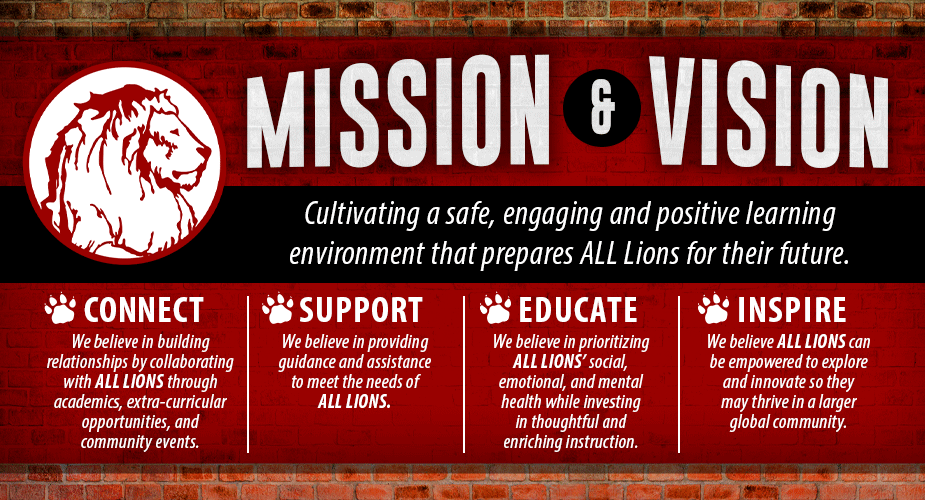 MISSION & VISION
Cultivating a safe, engaging and positive learning
environment that prepares ALL Lions for their future.
CONNECT
We believe in building
relationships by collaborating
with ALL LIONS through
academics, extra-curricular
opportunities, and
community events.
SUPPORT
We believe in providing
guidance and assistance
to meet the needs of
ALL LIONS.
EDUCATE
We believe in prioritizing
ALL LIONS’ social,
emotional, and mental
health while investing
in thoughtful and
enriching instruction.
INSPIRE
We believe ALL LIONS can
be empowered to explore
and innovate so they
may thrive in a larger
global community.